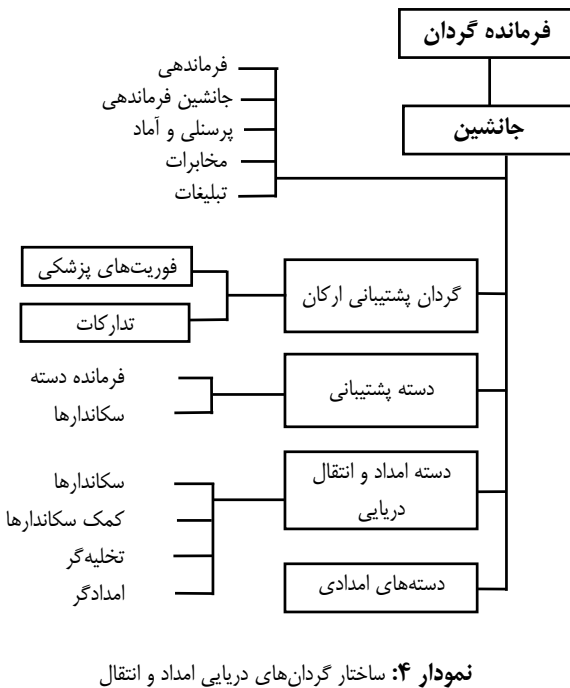 فرمانده گردان
جانشین
فرماندهی
جانشین فرماندهی
پرسنلی و آماد
مخابرات
تبلیغات
گردان پشتیبانی ارکان
فوریت‌های پزشکی
تدارکات
دسته پشتیبانی
فرمانده دسته
سکاندارها
دسته امداد و انتقال
دریایی
سکاندارها
کمک سکاندارها
تخلیه‌گر
امدادگر
دسته‌های امدادی
نمودار ۴: ساختار گردان‌های دریایی امداد و انتقال